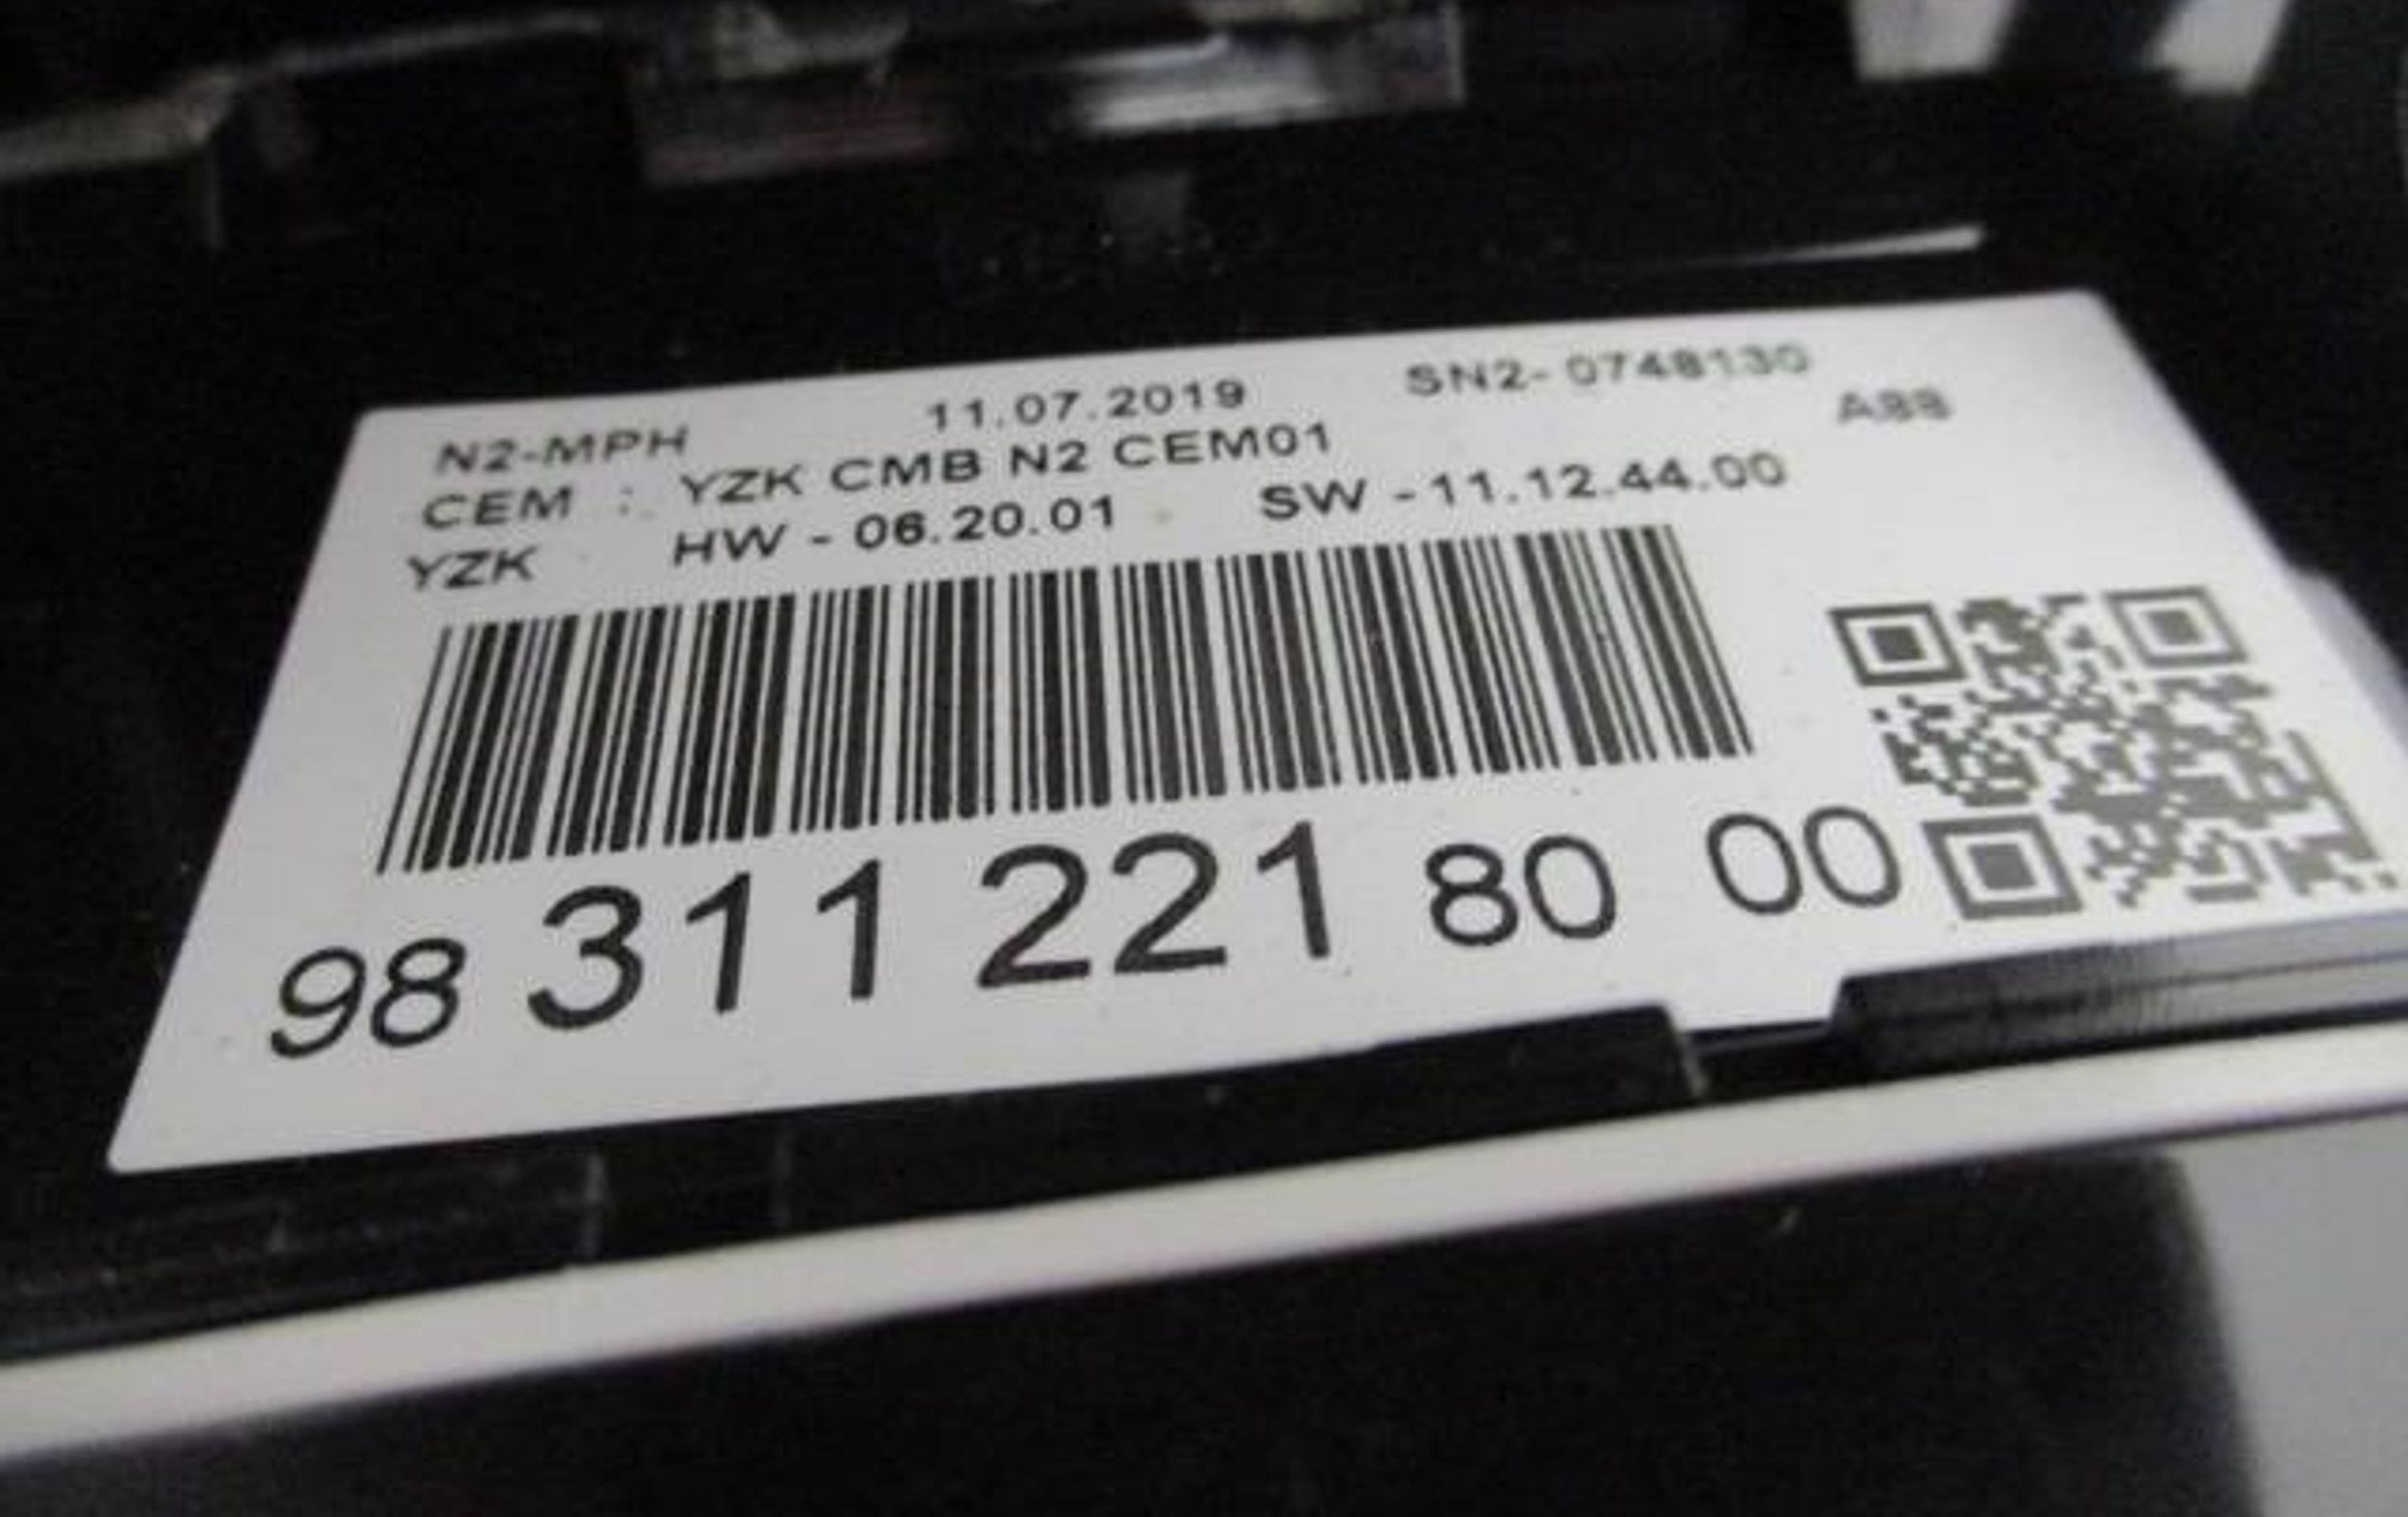 N2-MPH 11.07.2019 SN2- 0748130
CEM : YZK CMB N2 CEM01 A88
YZK HW - 06.20.01 SW - 11.12.44.00
98 311 221 80 00